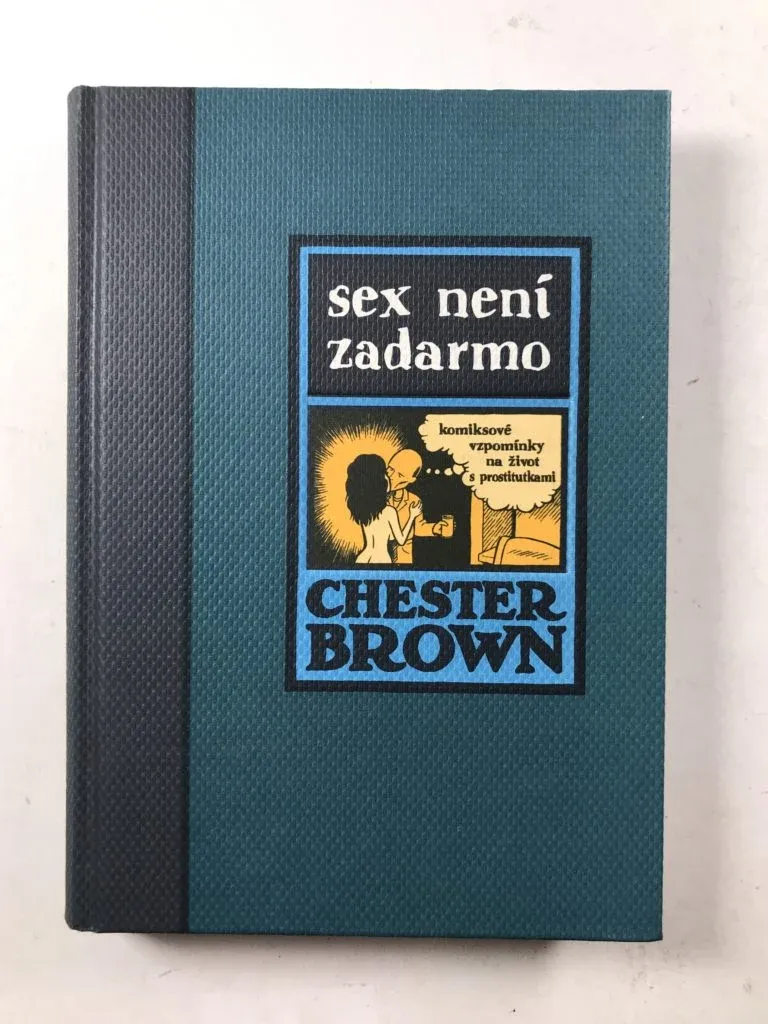 sex není
zadarmo
komiksové
vzpomínky
na život
s prostitutkami
CHESTER
BROWN